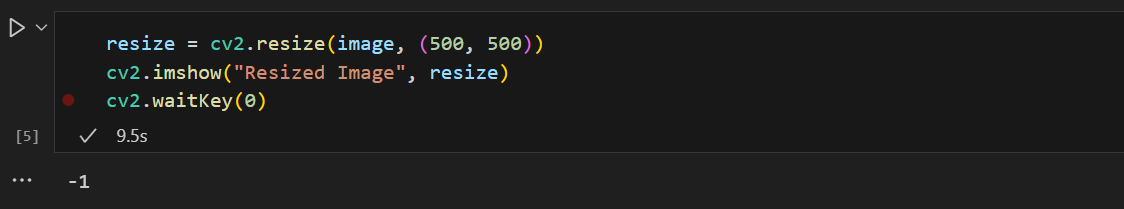 resize = cv2.resize(image, (500, 500))
cv2.imshow("Resized Image", resize)
cv2.waitKey(0)
[5]
9.5s
... -1